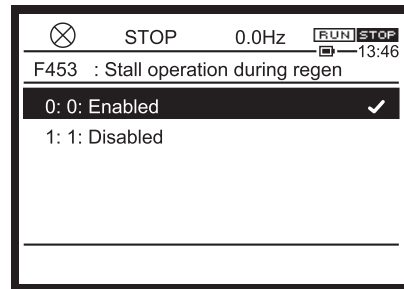 STOP 0.0Hz RUN STOP
13:46
F453 : Stall operation during regen
0: 0: Enabled
1: 1: Disabled